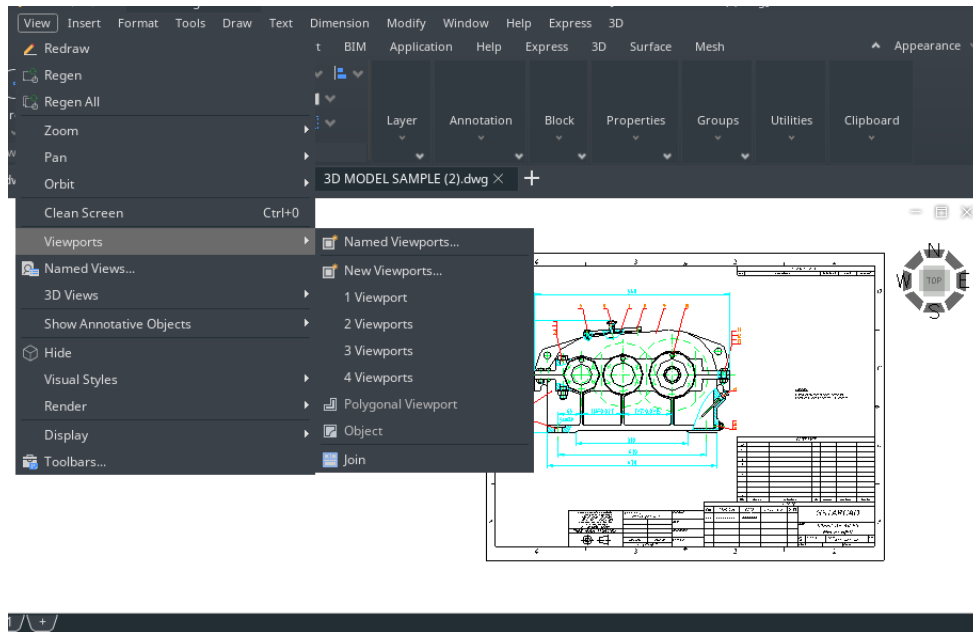 View Insert Format Tools Draw Text Dimension Modify Window Help Express 3D
BIM Application Help Express 3D Surface Mesh Appearance
Redraw
Regen
Regen All
Zoom
Pan
Orbit
Clean Screen Ctrl+0
Viewports
Named Views...
3D Views
Show Annotative Objects
Hide
Visual Styles
Render
Display
Toolbars...
Layer Annotation Block Properties Groups Utilities Clipboard
3D MODEL SAMPLE (2).dwg
Named Viewports...
New Viewports...
1 Viewport
2 Viewports
3 Viewports
4 Viewports
Polygonal Viewport
Object
Join
N
W TOP E
S
GSTARCAD